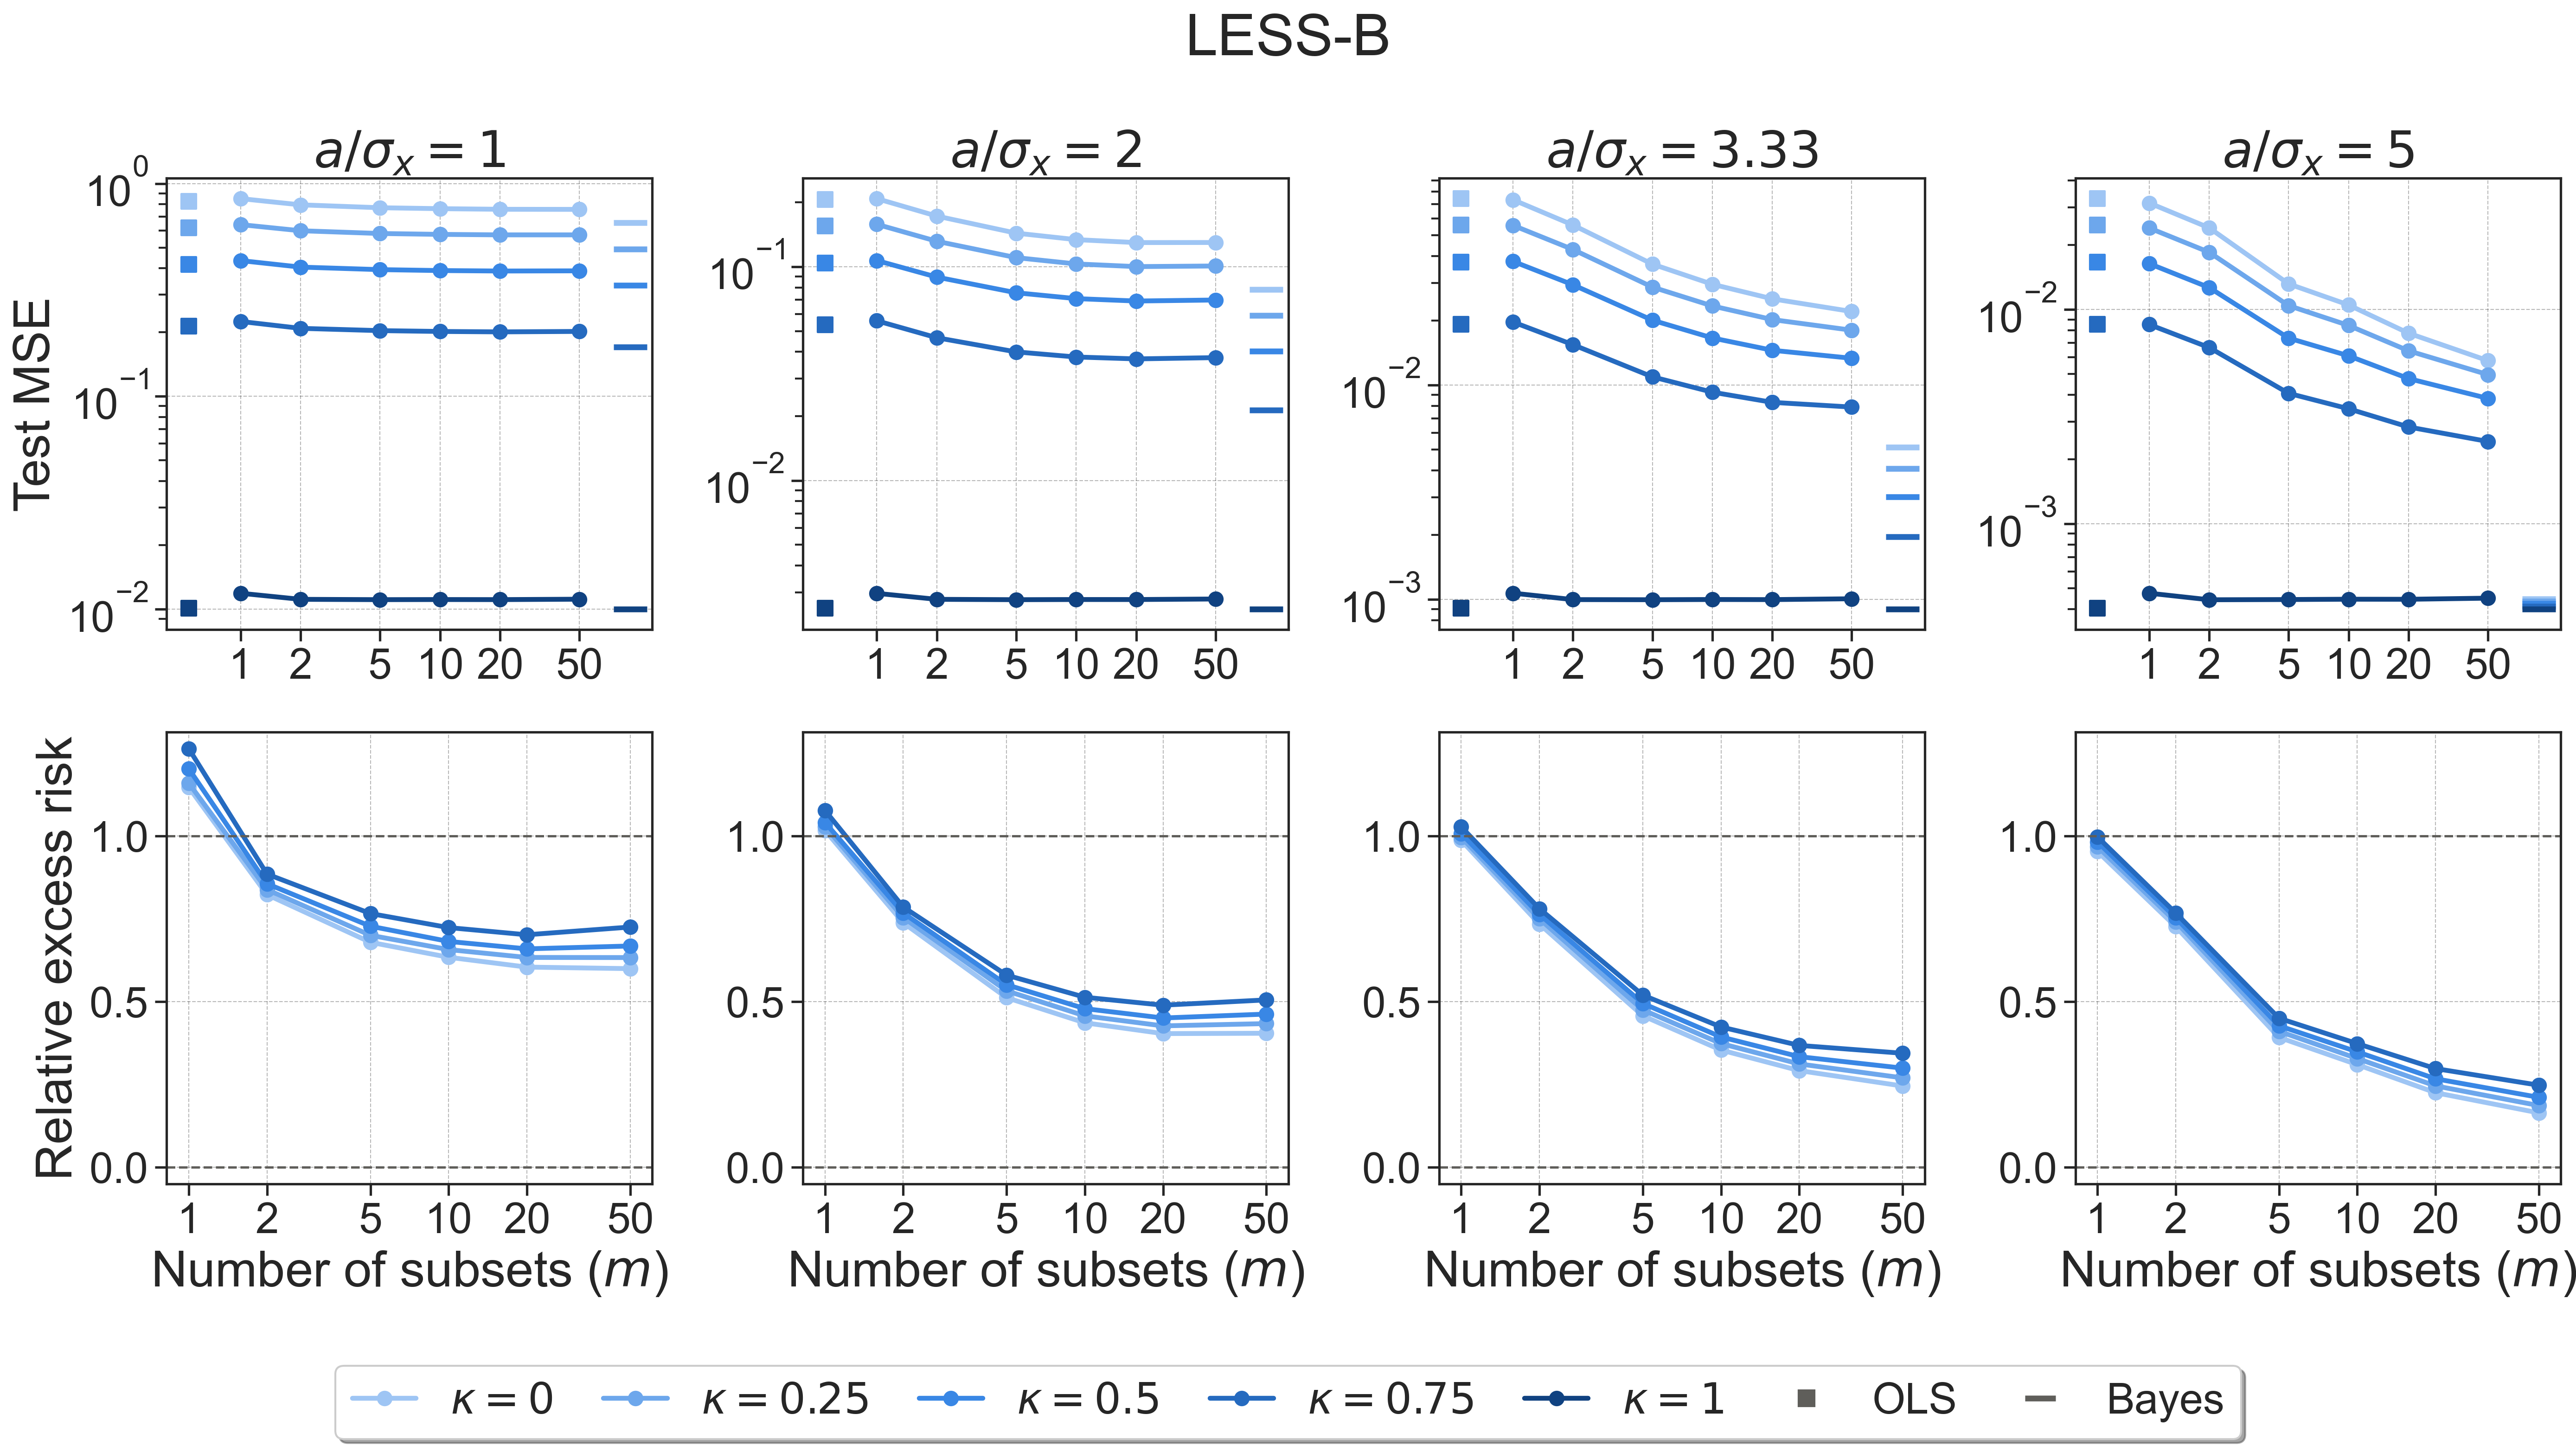 LESS-B
a/σx = 1
a/σx = 2
a/σx = 3.33
a/σx = 5
Test MSE
10^0
10^−1
10^−2
1 2 5 10 20 50
10^−1
10^−2
1 2 5 10 20 50
10^−2
10^−3
1 2 5 10 20 50
10^−2
10^−3
1 2 5 10 20 50
Relative excess risk
1.0
0.5
0.0
1 2 5 10 20 50
Number of subsets (m)
1.0
0.5
0.0
1 2 5 10 20 50
Number of subsets (m)
1.0
0.5
0.0
1 2 5 10 20 50
Number of subsets (m)
1.0
0.5
0.0
1 2 5 10 20 50
Number of subsets (m)
κ = 0 κ = 0.25 κ = 0.5 κ = 0.75 κ = 1 OLS Bayes